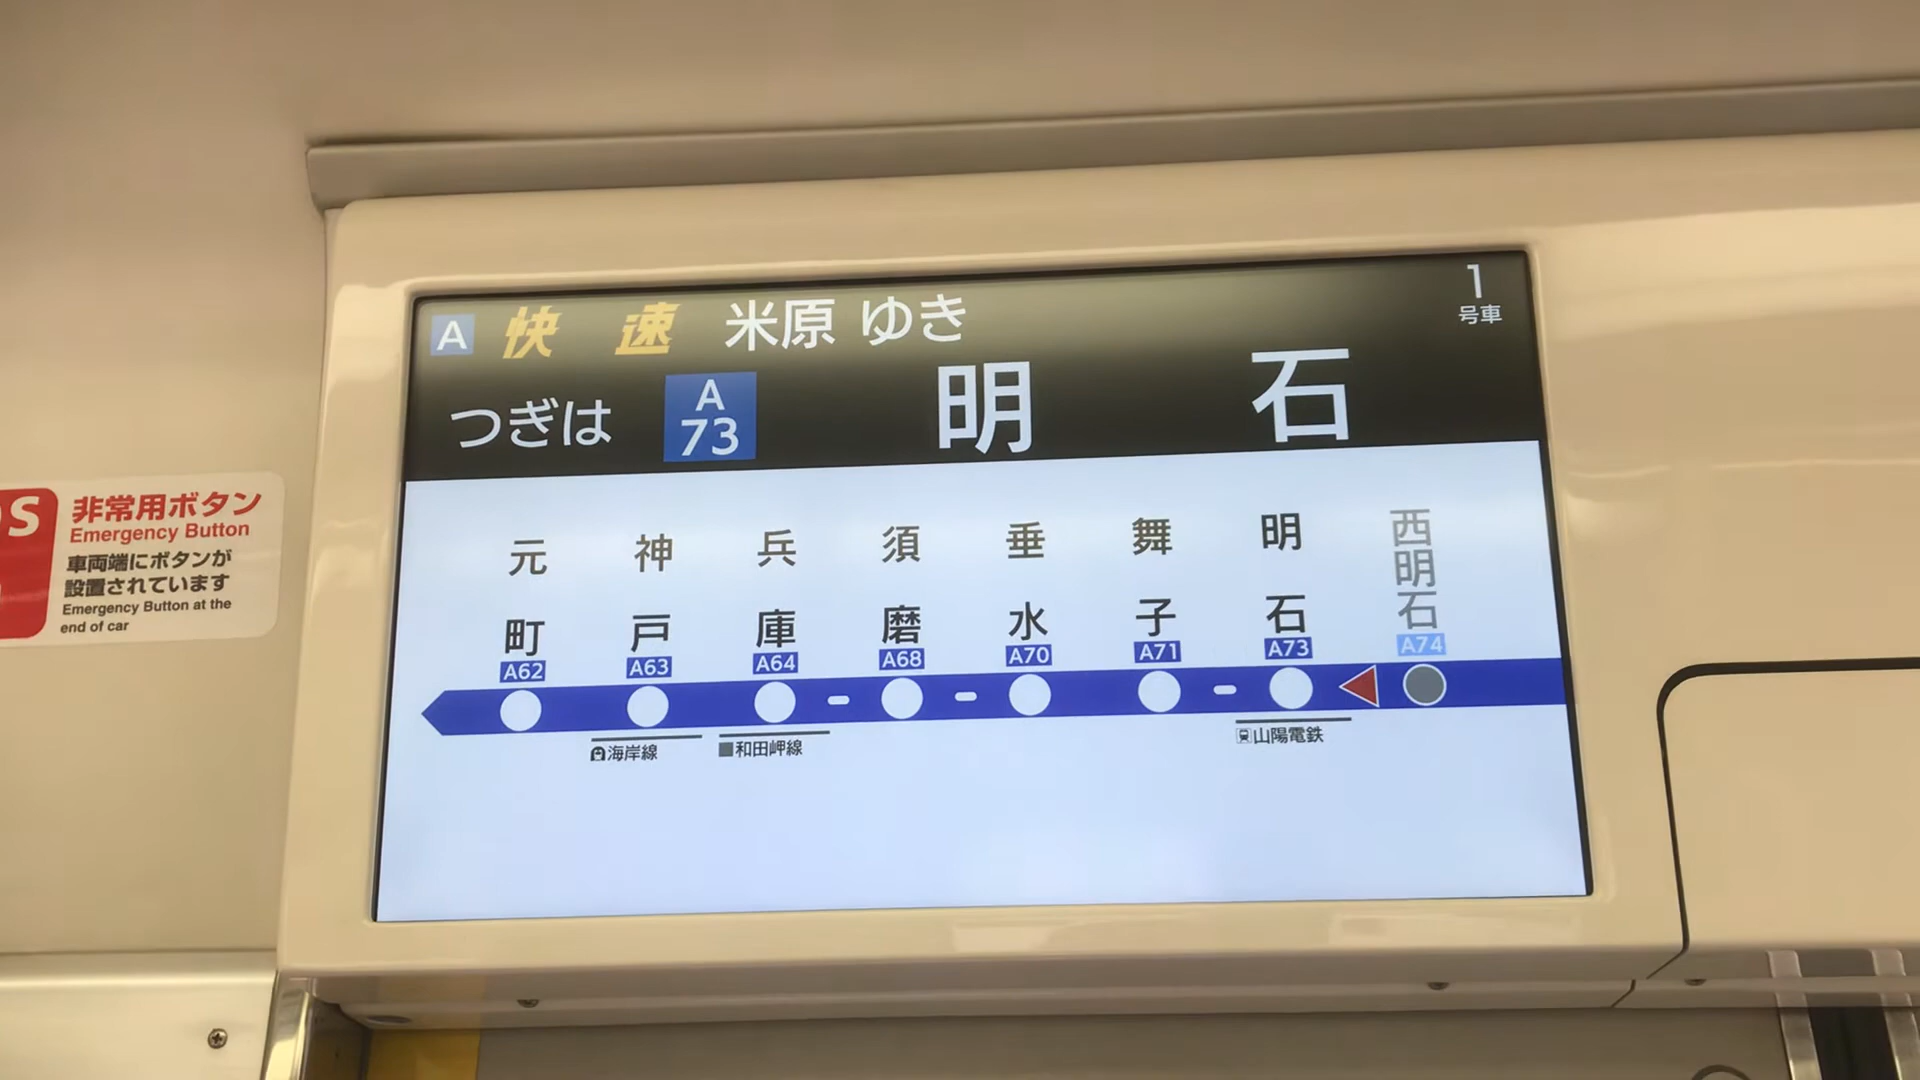 A 快速 米原 ゆき
1
号車
つぎは A 73 明石
元町 神戸 兵庫 須磨 垂水 舞子 明石 西明石
A62 A63 A64 A68 A70 A71 A73 A74
海岸線 和田岬線 山陽電鉄
非常用ボタン
Emergency Button
車両端にボタンが
設置されています
Emergency Button at the
end of car